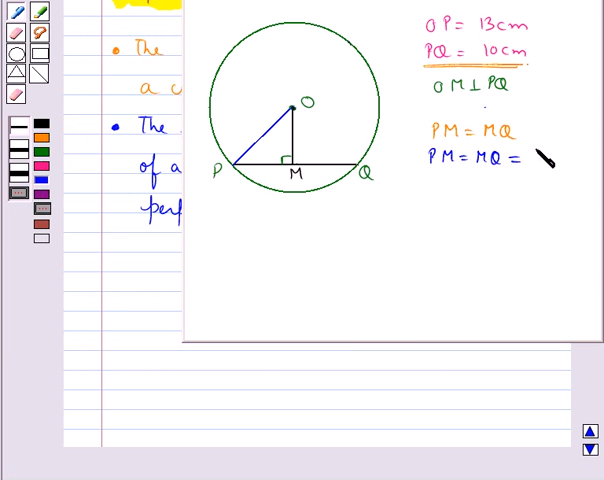 • The
a c
• The
of a
perp
O
P
M
Q
OP = 13cm
PQ = 10cm
OM ⊥ PQ
PM = MQ
PM = MQ =